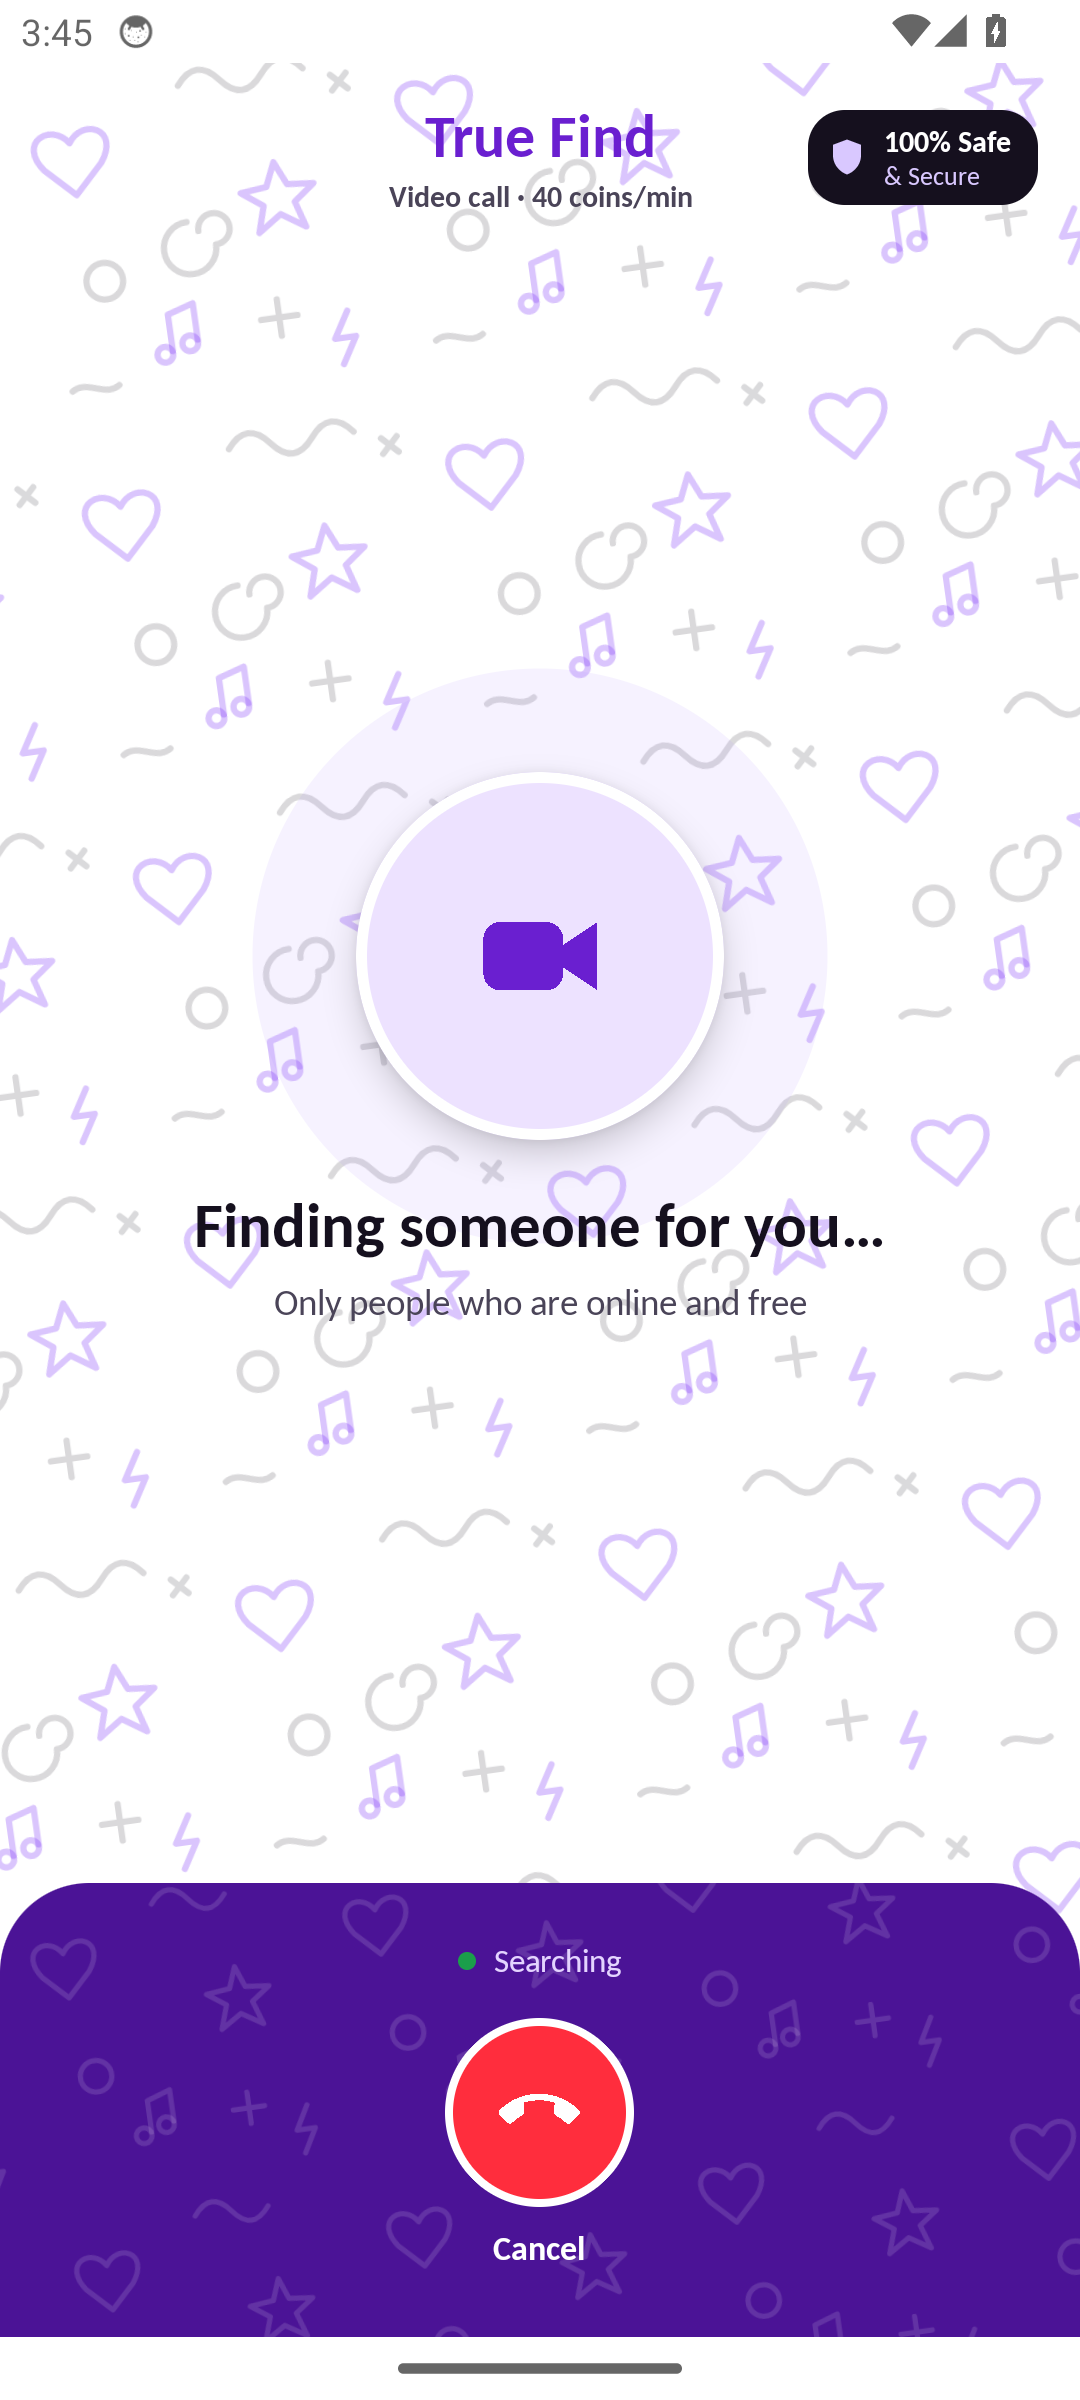 3:45
True Find
Video call · 40 coins/min
100% Safe
& Secure
Finding someone for you...
Only people who are online and free
Searching
Cancel